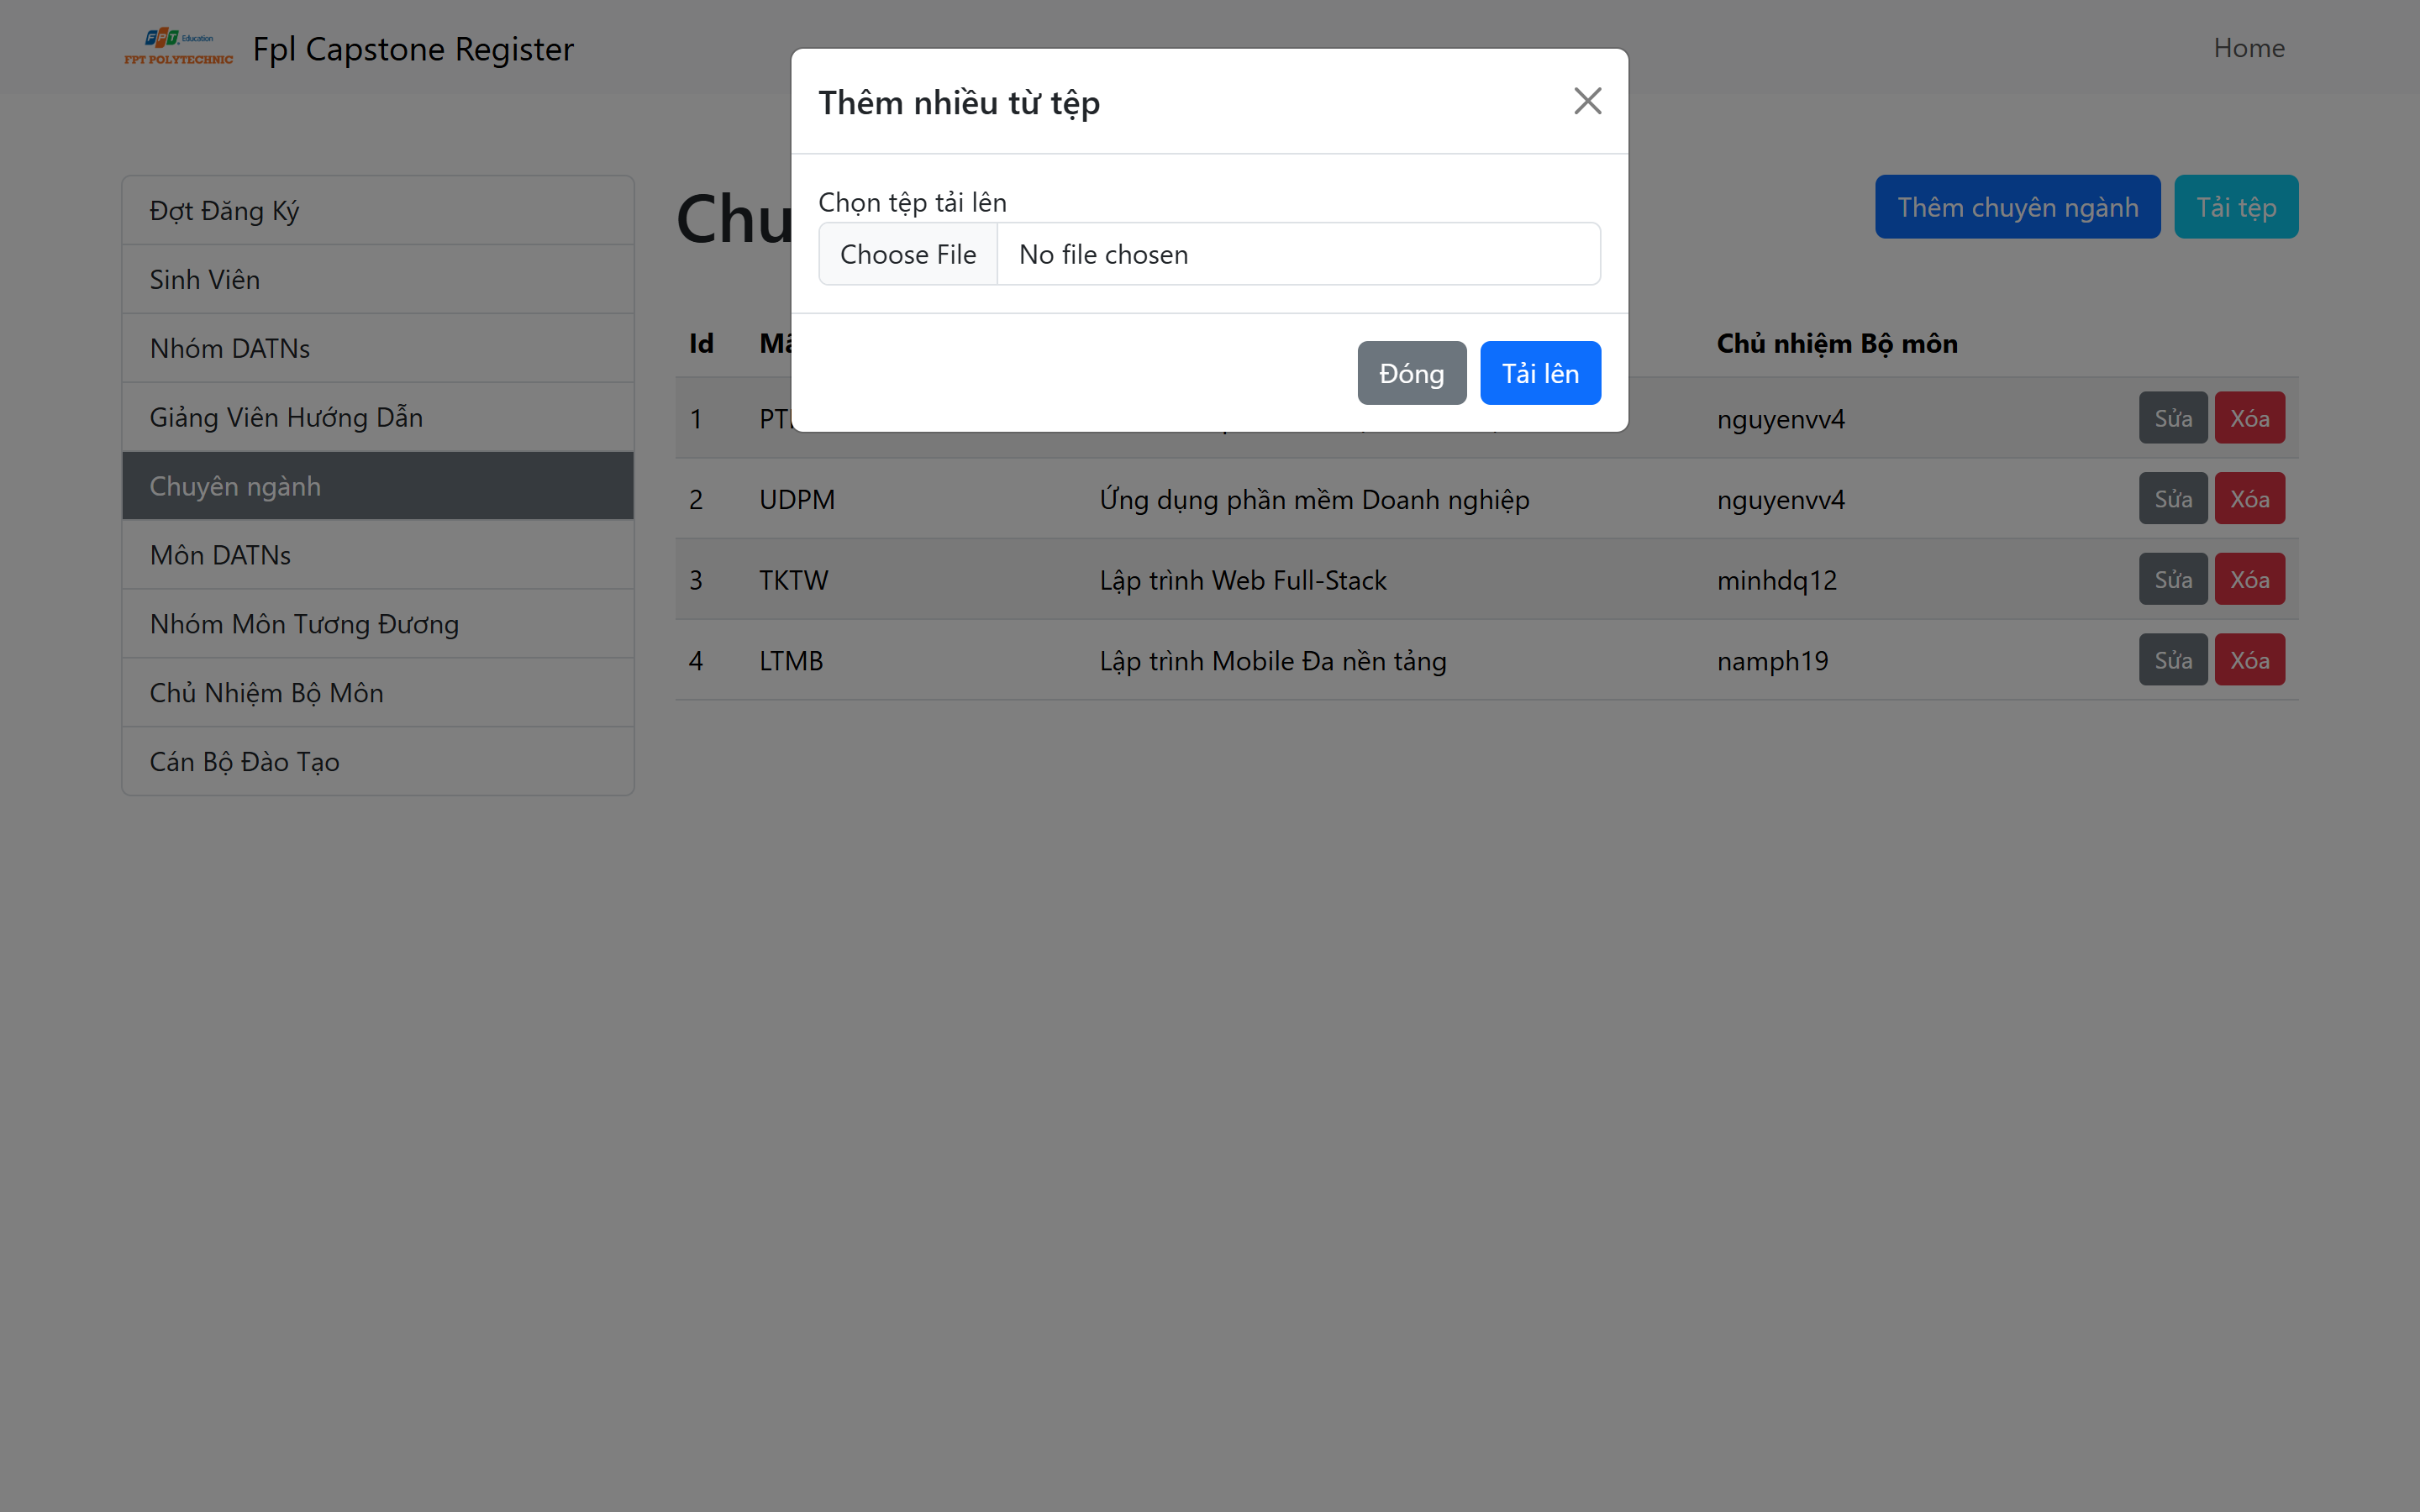 FPT Education
FPT POLYTECHNIC
Fpl Capstone Register
Home
Thêm nhiều từ tệp
Chọn tệp tải lên
Choose File
No file chosen
Đóng
Tải lên
Đợt Đăng Ký
Sinh Viên
Nhóm DATNs
Giảng Viên Hướng Dẫn
Chuyên ngành
Môn DATNs
Nhóm Môn Tương Đương
Chủ Nhiệm Bộ Môn
Cán Bộ Đào Tạo
Chu
Thêm chuyên ngành
Tải tệp
Id
Chủ nhiệm Bộ môn
1
nguyenvv4
Sửa Xóa
2 UDPM Ứng dụng phần mềm Doanh nghiệp nguyenvv4 Sửa Xóa
3 TKTW Lập trình Web Full-Stack minhdq12 Sửa Xóa
4 LTMB Lập trình Mobile Đa nền tảng namph19 Sửa Xóa